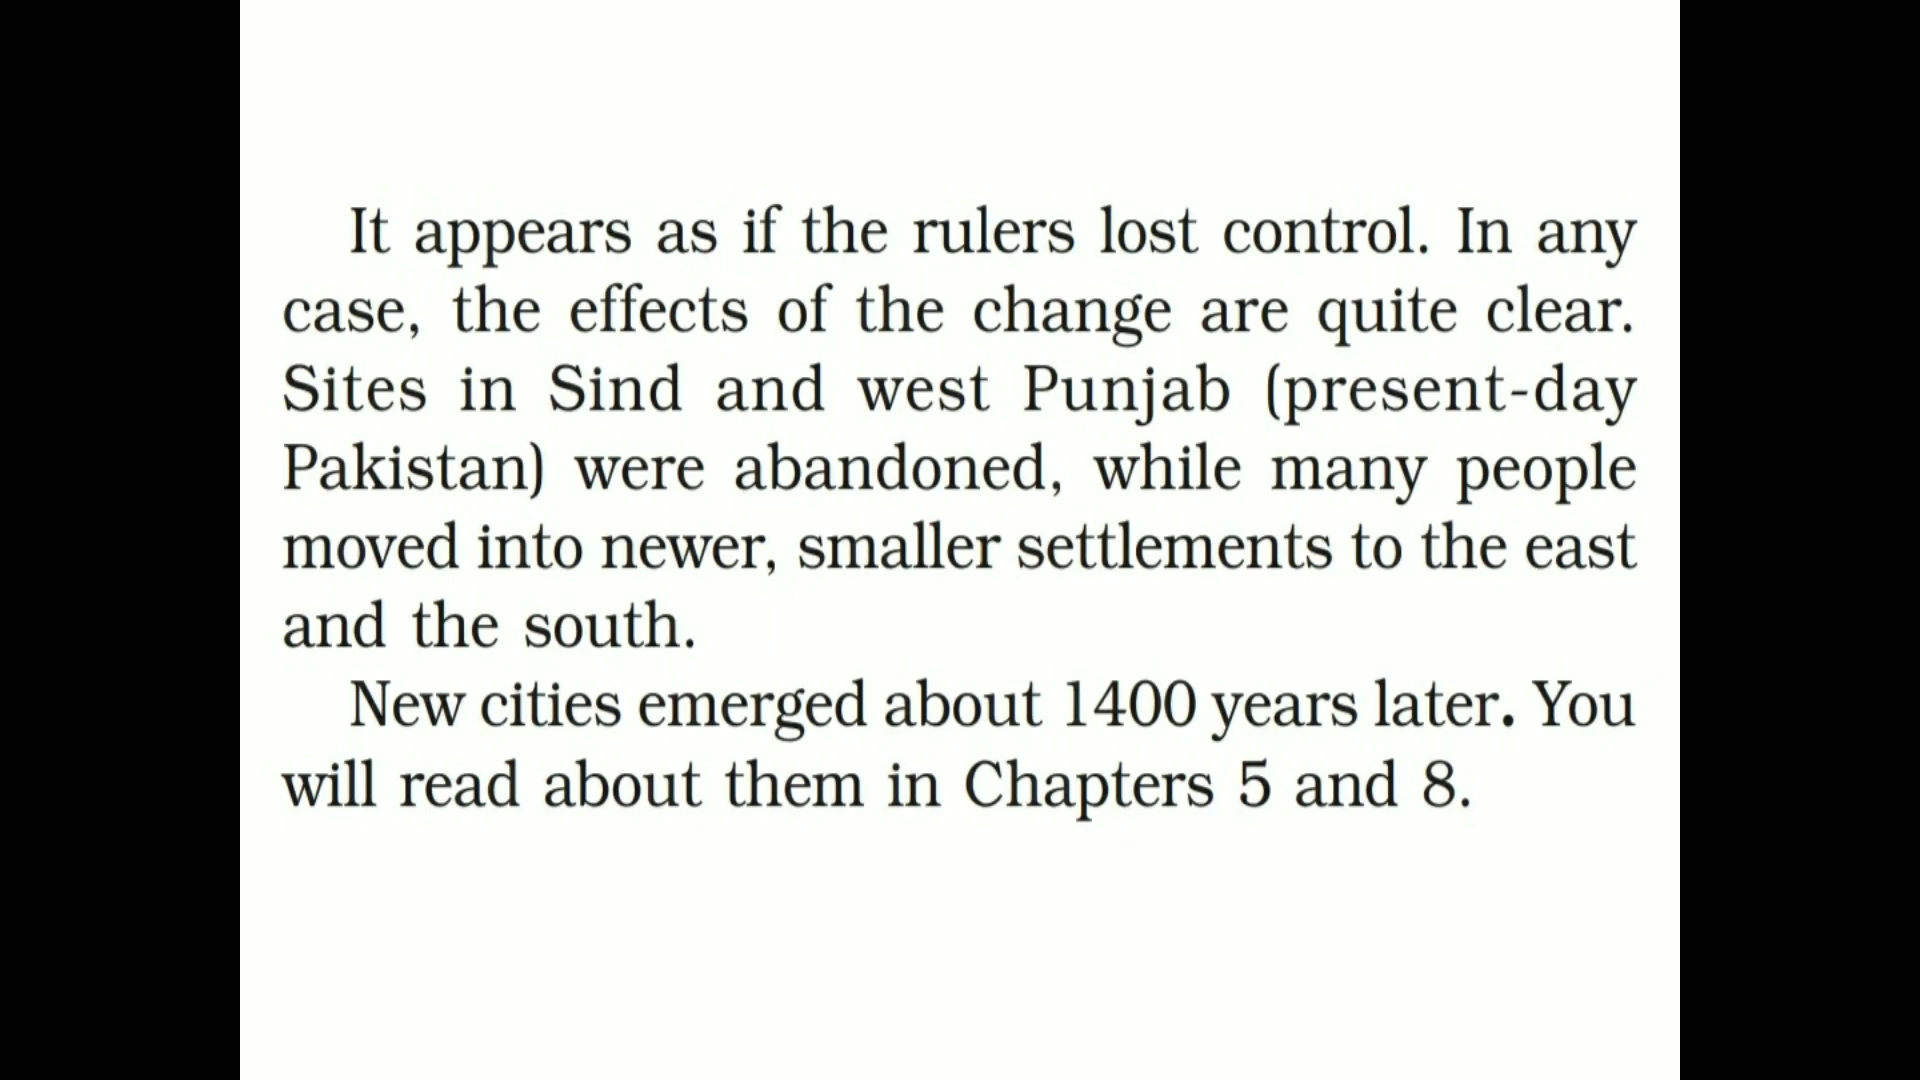 It appears as if the rulers lost control. In any
case, the effects of the change are quite clear.
Sites in Sind and west Punjab (present-day
Pakistan) were abandoned, while many people
moved into newer, smaller settlements to the east
and the south.
New cities emerged about 1400 years later. You
will read about them in Chapters 5 and 8.